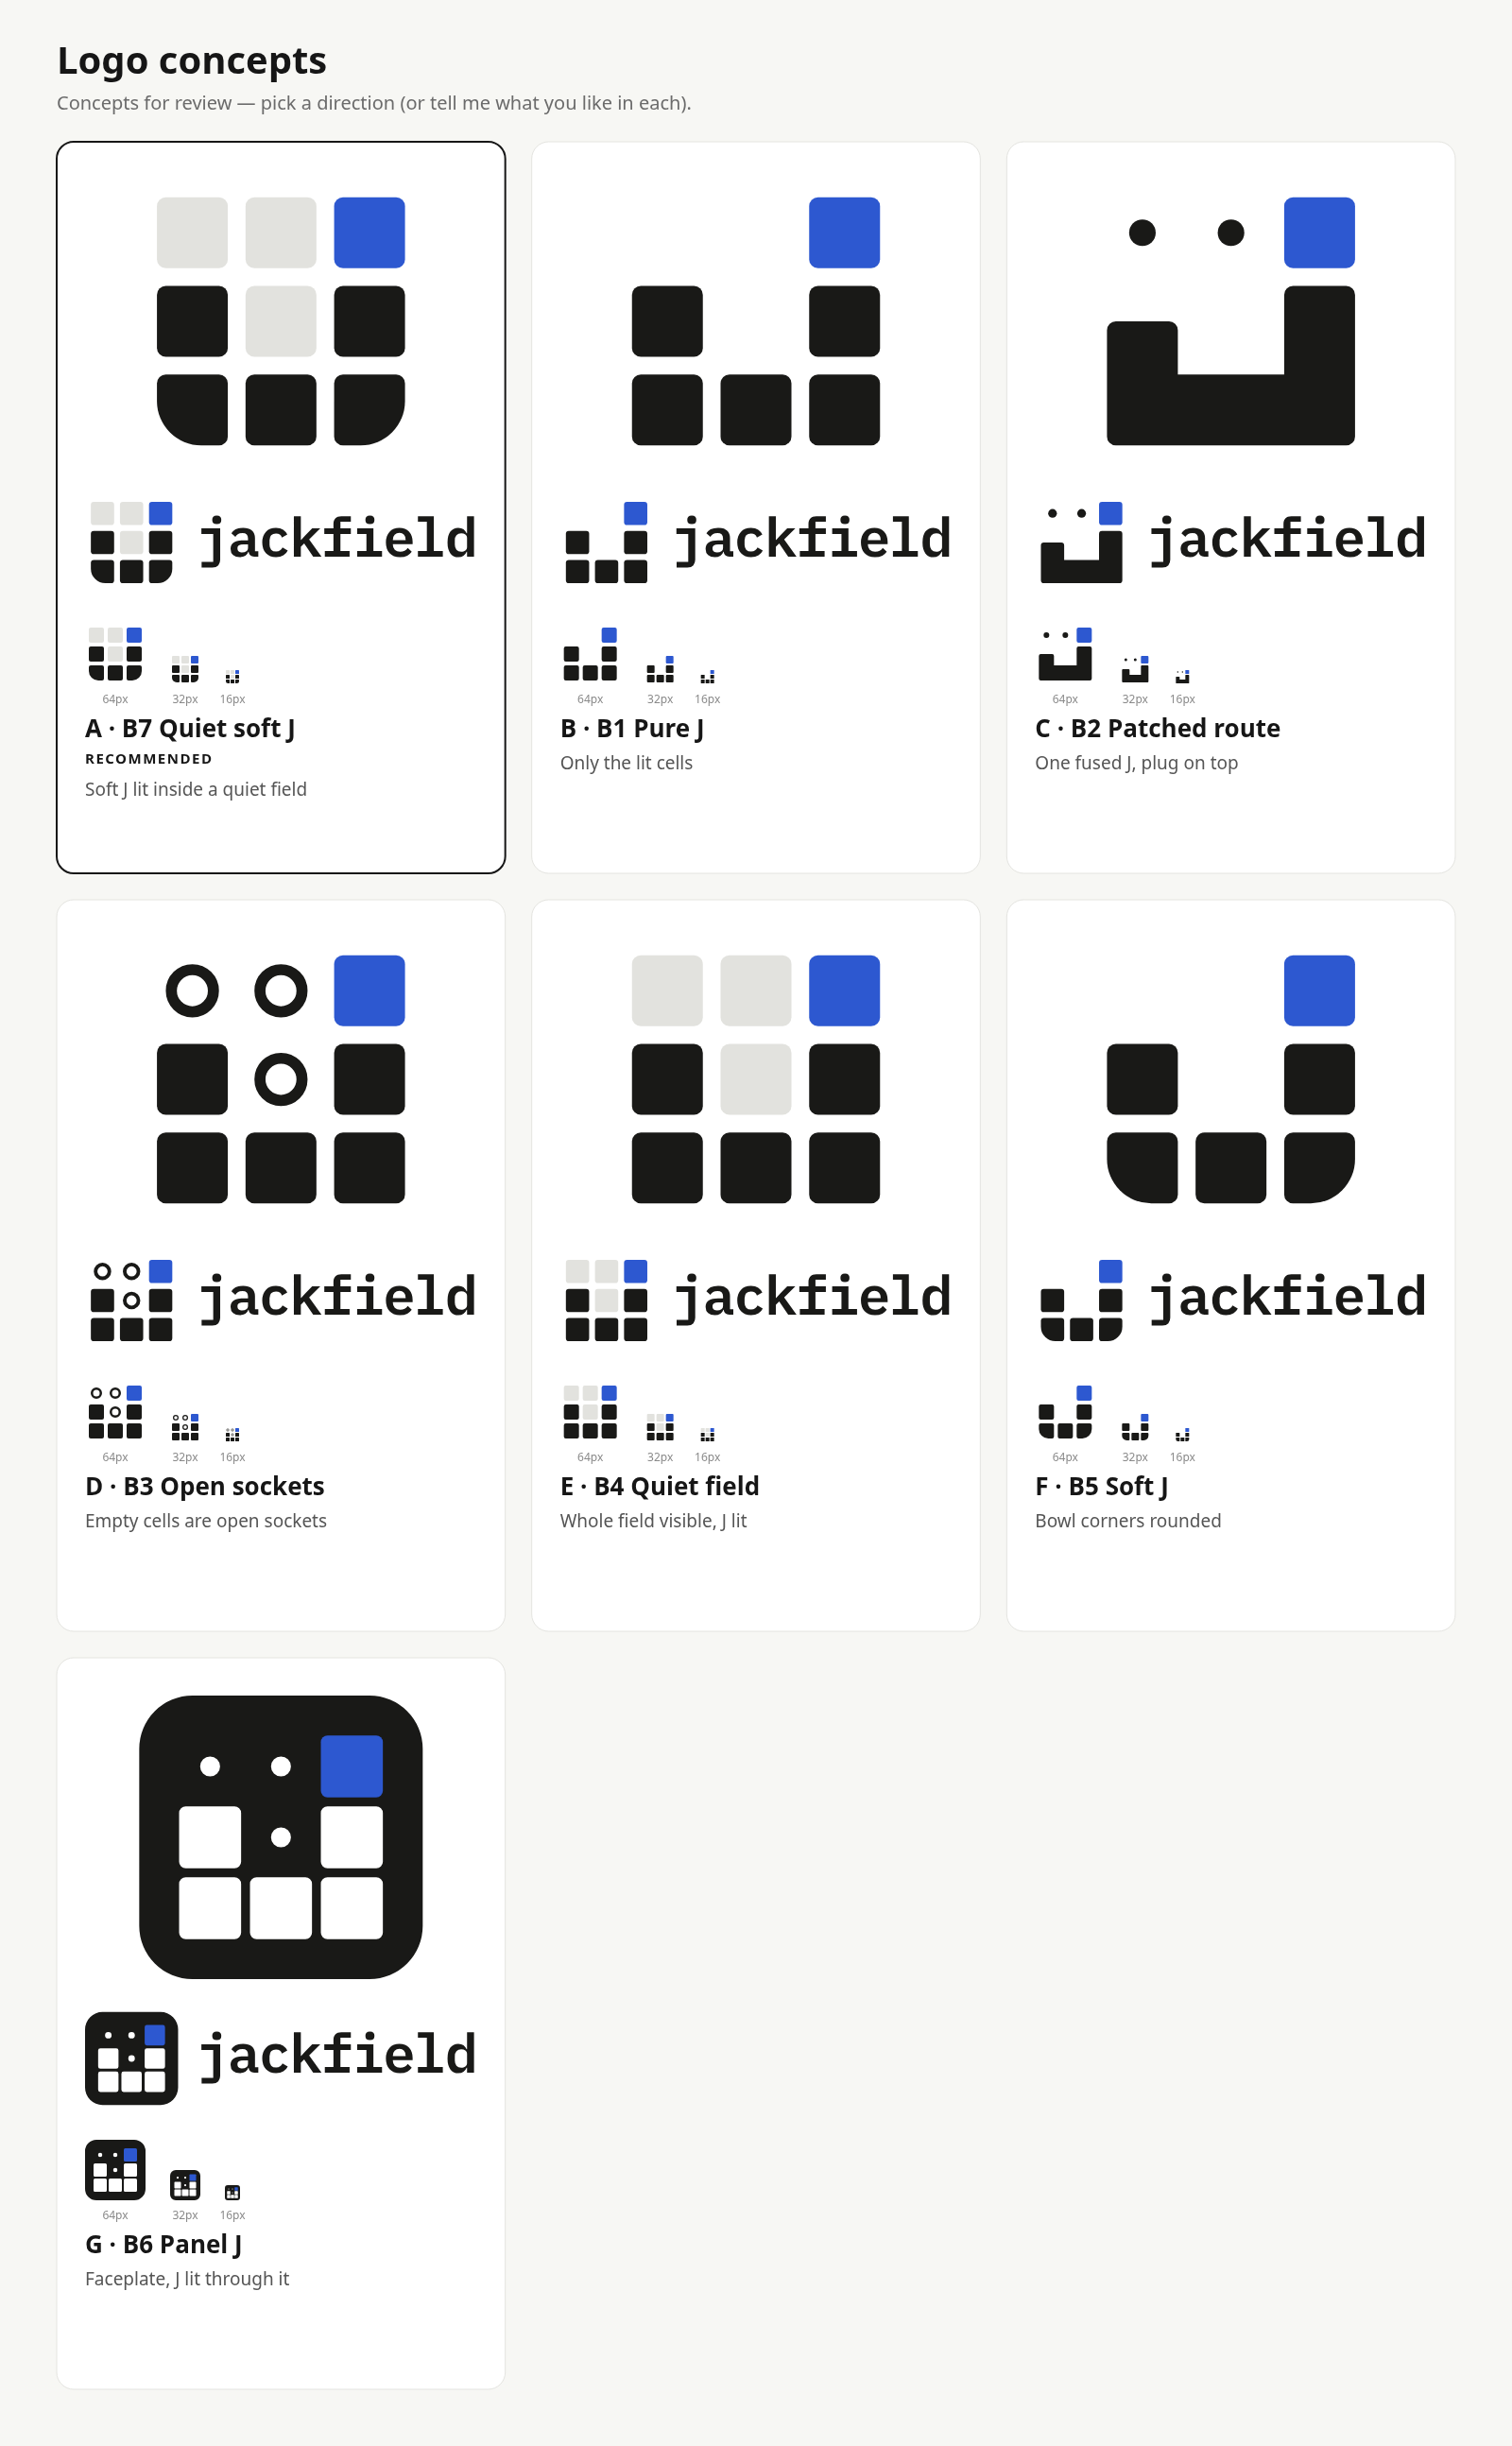 Logo concepts
Concepts for review — pick a direction (or tell me what you like in each).
jackfield
64px 32px 16px
A · B7 Quiet soft J
RECOMMENDED
Soft J lit inside a quiet field
jackfield
64px 32px 16px
B · B1 Pure J
Only the lit cells
jackfield
64px 32px 16px
C · B2 Patched route
One fused J, plug on top
jackfield
64px 32px 16px
D · B3 Open sockets
Empty cells are open sockets
jackfield
64px 32px 16px
E · B4 Quiet field
Whole field visible, J lit
jackfield
64px 32px 16px
F · B5 Soft J
Bowl corners rounded
jackfield
64px 32px 16px
G · B6 Panel J
Faceplate, J lit through it